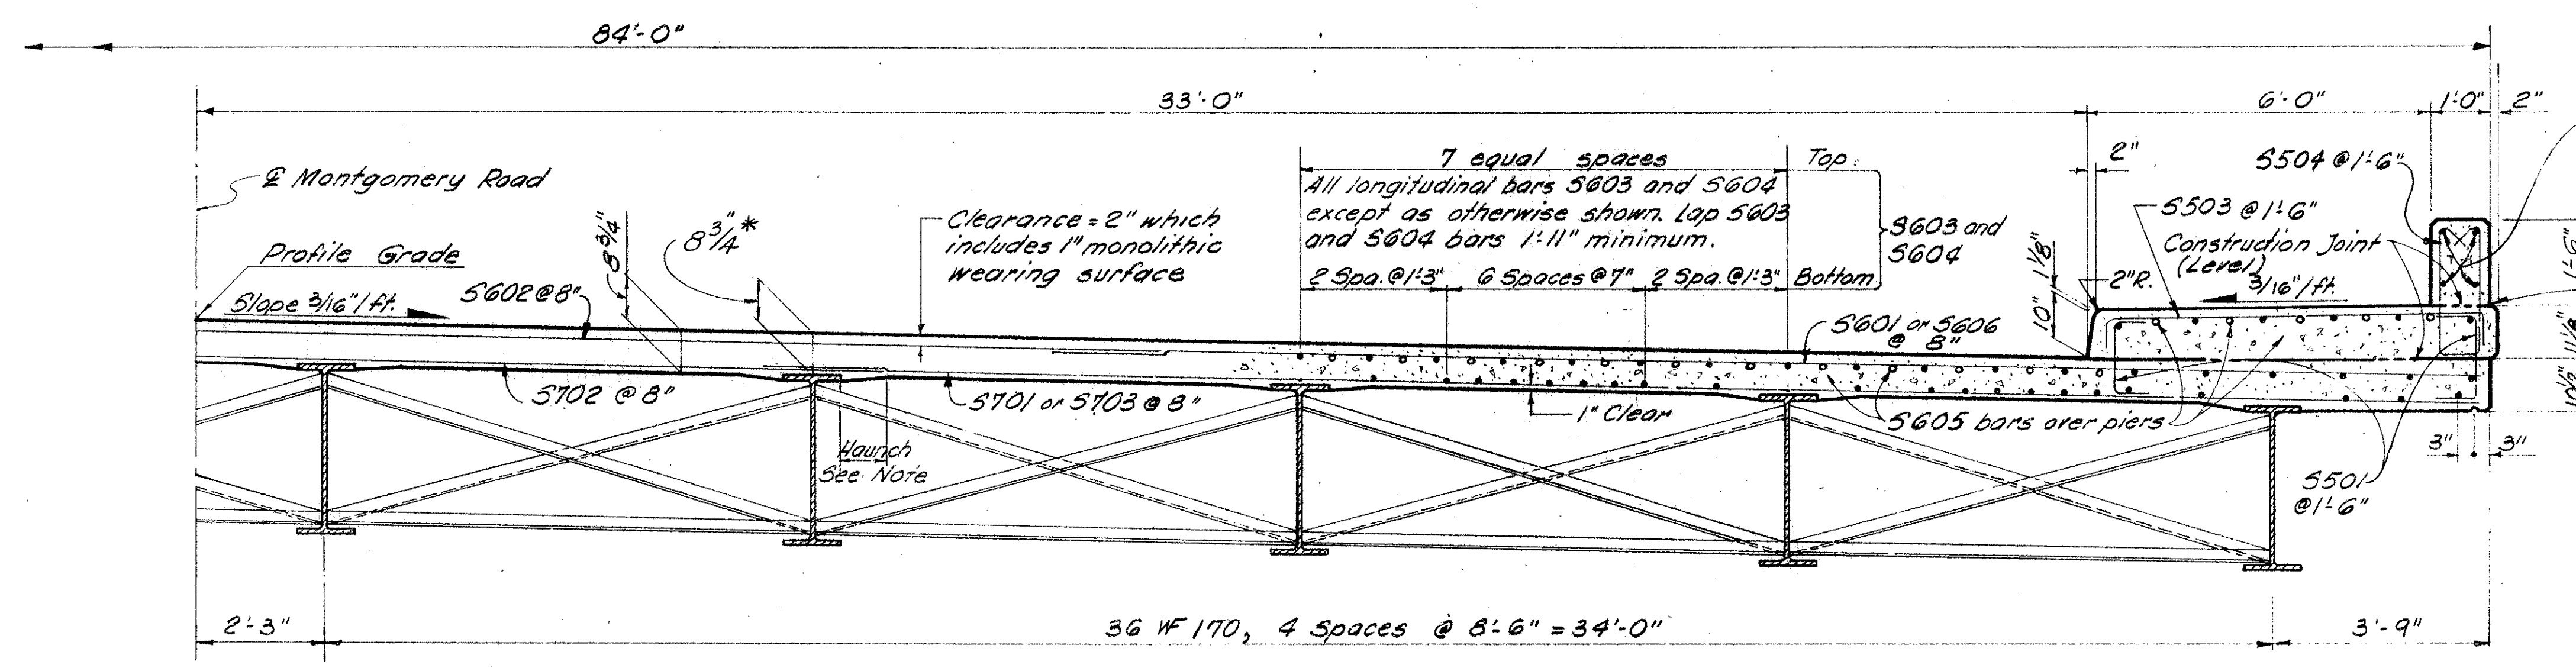 84'-0"
33'-0"
6'-0"
1'-0"
2"
℄ Montgomery Road
Profile Grade
Slope 3/16"/ft.
S602@8"
8 3/4"
8 3/4" *
Clearance = 2" which
includes 1" monolithic
wearing surface
7 equal spaces
Top
All longitudinal bars S603 and S604
except as otherwise shown. Lap S603
and S604 bars 1'-11" minimum.
2 Spa. @1'-3"
6 Spaces @ 7"
2 Spa. @1'-3"
Bottom
S603 and
S604
2"
S504 @1'-6"
S503 @1'-6"
Construction Joint
(Level)
3/16"/ft.
2"R.
1 1/8"
10"
1'-6"
11 1/8"
S601 or S606
@ 8"
S702 @ 8"
S701 or S703 @ 8"
1" Clear
S605 bars over piers
Haunch
See Note
3"
3"
S501
@1'-6"
2'-3"
36 WF 170, 4 Spaces @ 8'-6" = 34'-0"
3'-9"